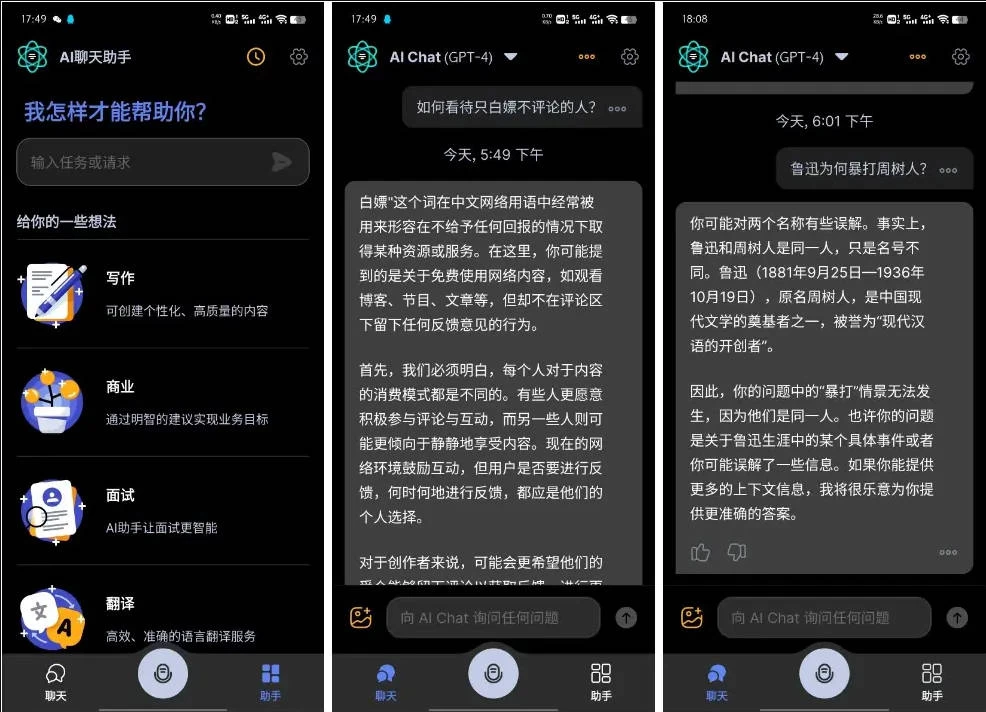 17:49
AI聊天助手
我怎样才能帮助你?
输入任务或请求
给你的一些想法
写作
可创建个性化、高质量的内容
商业
通过明智的建议实现业务目标
面试
AI助手让面试更智能
翻译
高效、准确的语言翻译服务
聊天
助手
17:49
AI Chat (GPT-4)
如何看待只白嫖不评论的人?
今天, 5:49 下午
白嫖"这个词在中文网络用语中经常被
用来形容在不给予任何回报的情况下取
得某种资源或服务。在这里，你可能提
到的是关于免费使用网络内容，如观看
博客、节目、文章等，但却不在评论区
下留下任何反馈意见的行为。
首先，我们必须明白，每个人对于内容
的消费模式都是不同的。有些人更愿意
积极参与评论与互动，而另一些人则可
能更倾向于静静地享受内容。现在的网
络环境鼓励互动，但用户是否要进行反
馈，何时何地进行反馈，都应是他们的
个人选择。
对于创作者来说，可能会更希望他们的
向 AI Chat 询问任何问题
聊天
助手
18:08
AI Chat (GPT-4)
今天, 6:01 下午
鲁迅为何暴打周树人?
你可能对两个名称有些误解。事实上，
鲁迅和周树人是同一人，只是名号不
同。鲁迅（1881年9月25日—1936年
10月19日），原名周树人，是中国现
代文学的奠基者之一，被誉为“现代汉
语的开创者”。
因此，你的问题中的“暴打”情景无法发
生，因为他们是同一人。也许你的问题
是关于鲁迅生涯中的某个具体事件或者
你可能误解了一些信息。如果你能提供
更多的上下文信息，我将很乐意为你提
供更准确的答案。
向 AI Chat 询问任何问题
聊天
助手